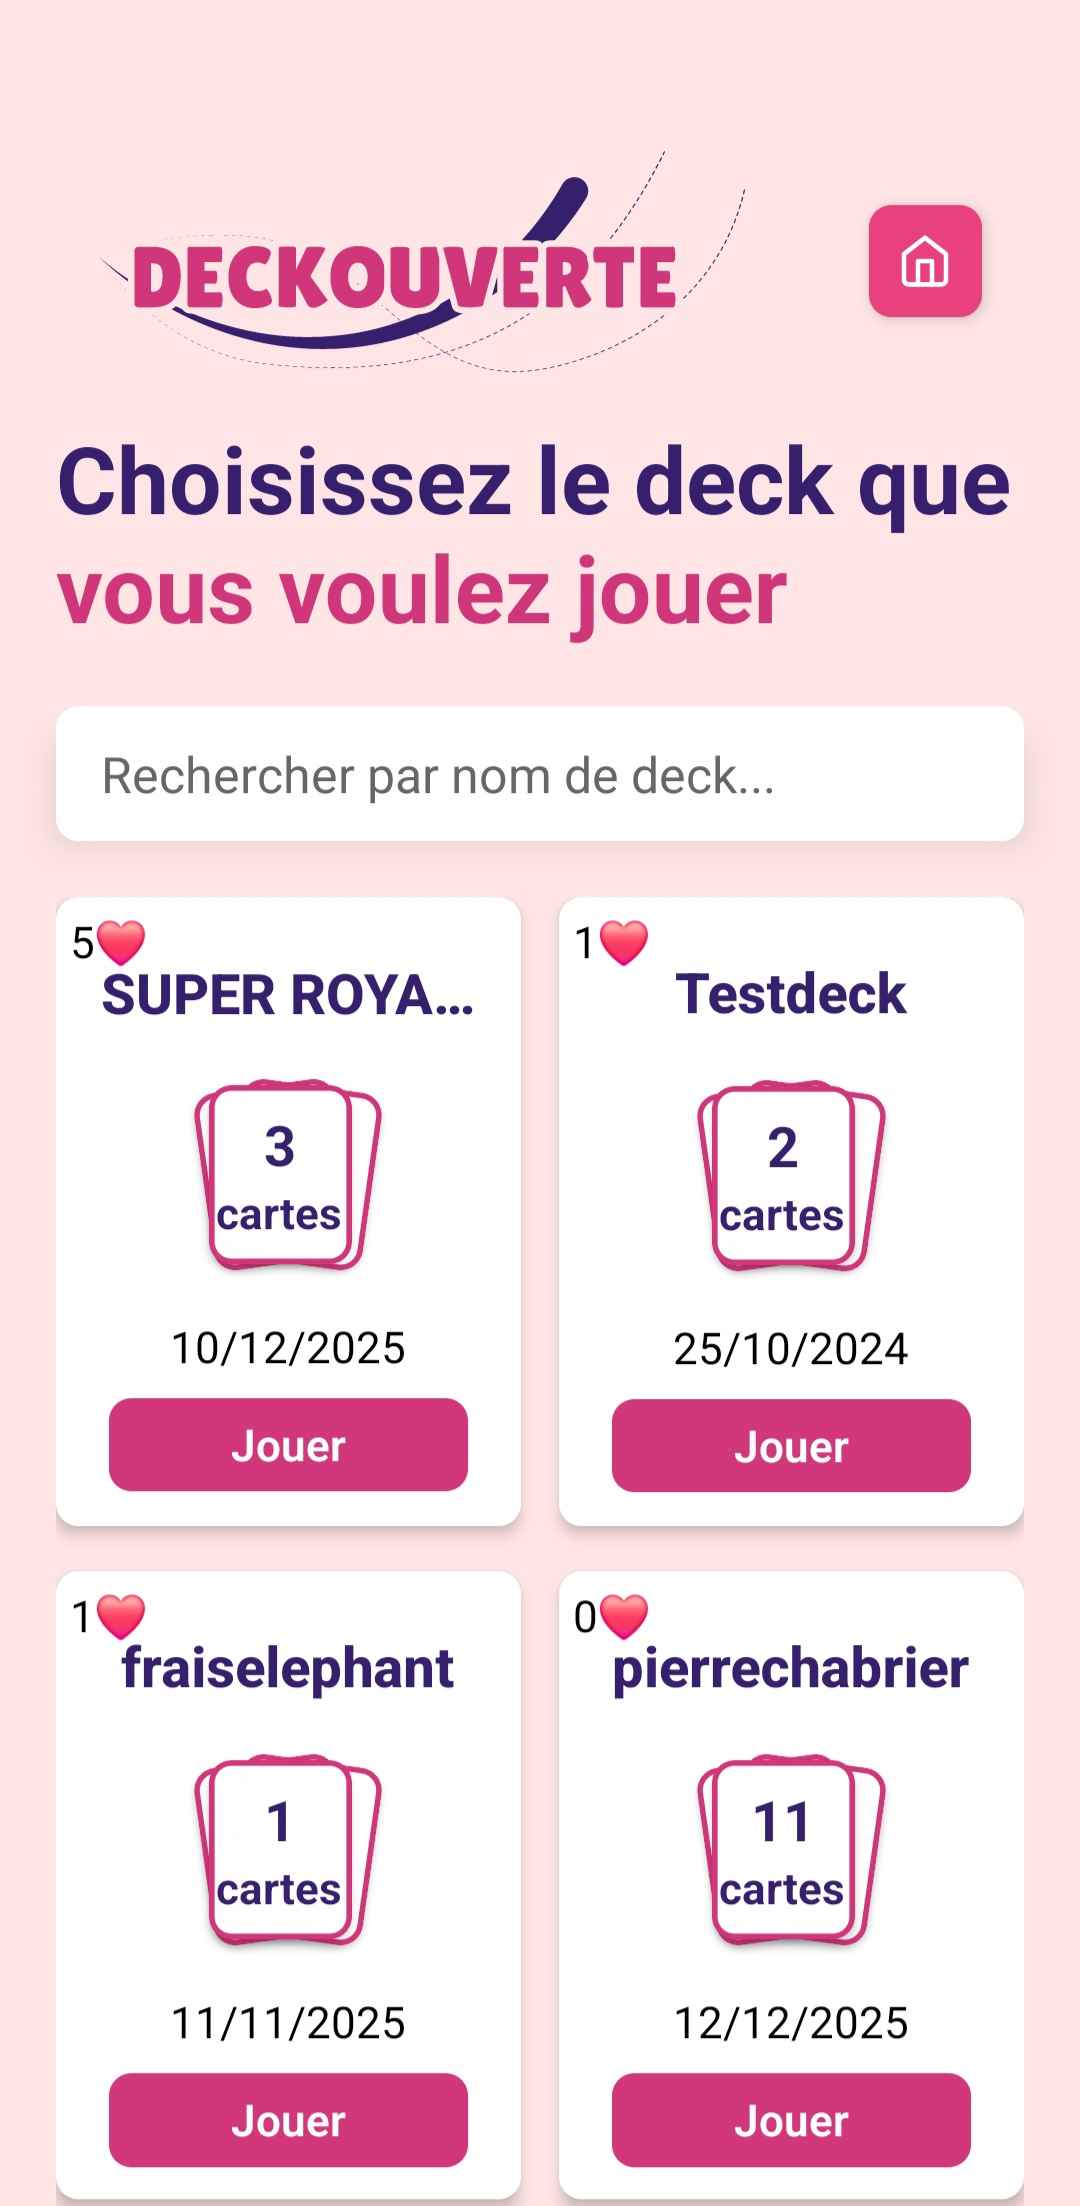 DECKOUVERTE
Choisissez le deck que
vous voulez jouer
Rechercher par nom de deck...
5❤️
SUPER ROYA...
3
cartes
10/12/2025
Jouer
1❤️
Testdeck
2
cartes
25/10/2024
Jouer
1❤️
fraiselephant
1
cartes
11/11/2025
Jouer
0❤️
pierrechabrier
11
cartes
12/12/2025
Jouer